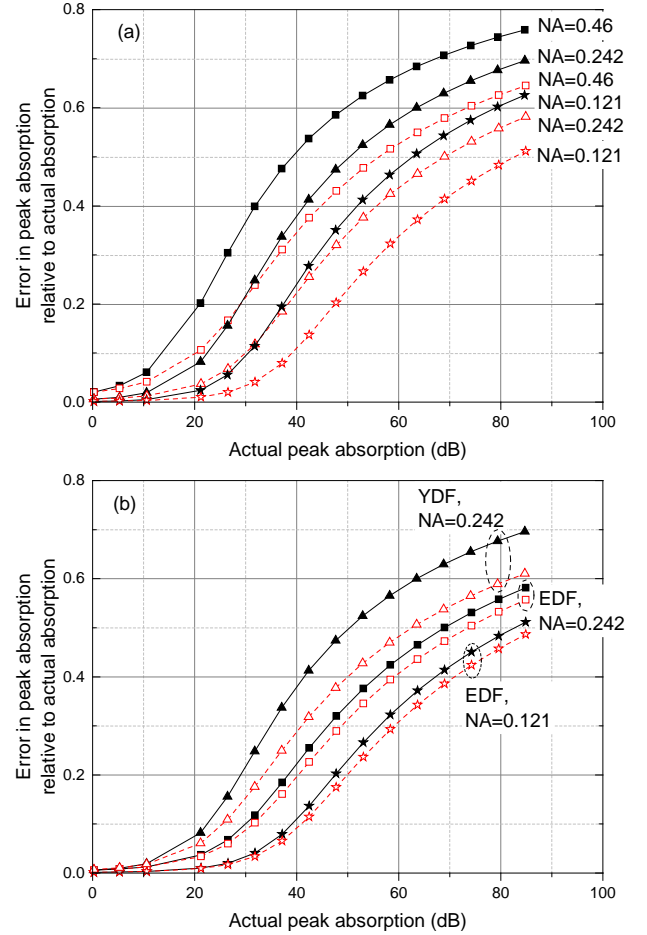 (a)
NA=0.46
NA=0.242
NA=0.46
NA=0.121
NA=0.242
NA=0.121
0.8
0.6
0.4
0.2
0.0
Error in peak absorption
relative to actual absorption
0 20 40 60 80 100
Actual peak absorption (dB)
(b)
YDF,
NA=0.242
EDF,
NA=0.242
EDF,
NA=0.121
0.8
0.6
0.4
0.2
0.0
Error in peak absorption
relative to actual absorption
0 20 40 60 80 100
Actual peak absorption (dB)